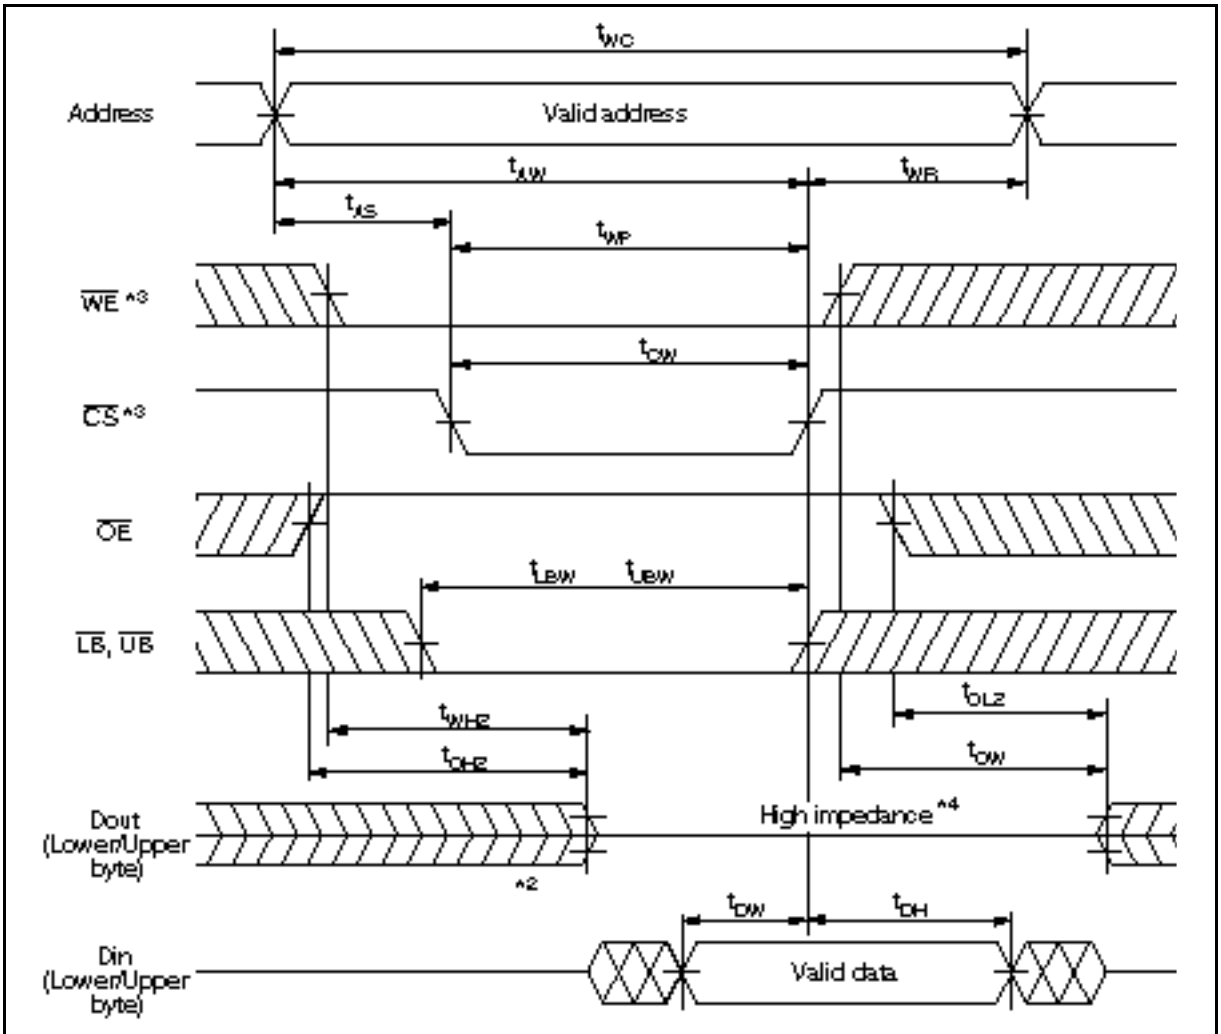 tWC
Address
Valid address
tAW
tWR
tAS
tWP
WE *3
tCW
CS *3
OE
tLBW
tUBW
LB, UB
tOLZ
tWHZ
tOW
tOHZ
Dout
(Lower/Upper
byte)
High impedance *4
*2
tDW
tDH
Din
(Lower/Upper
byte)
Valid data